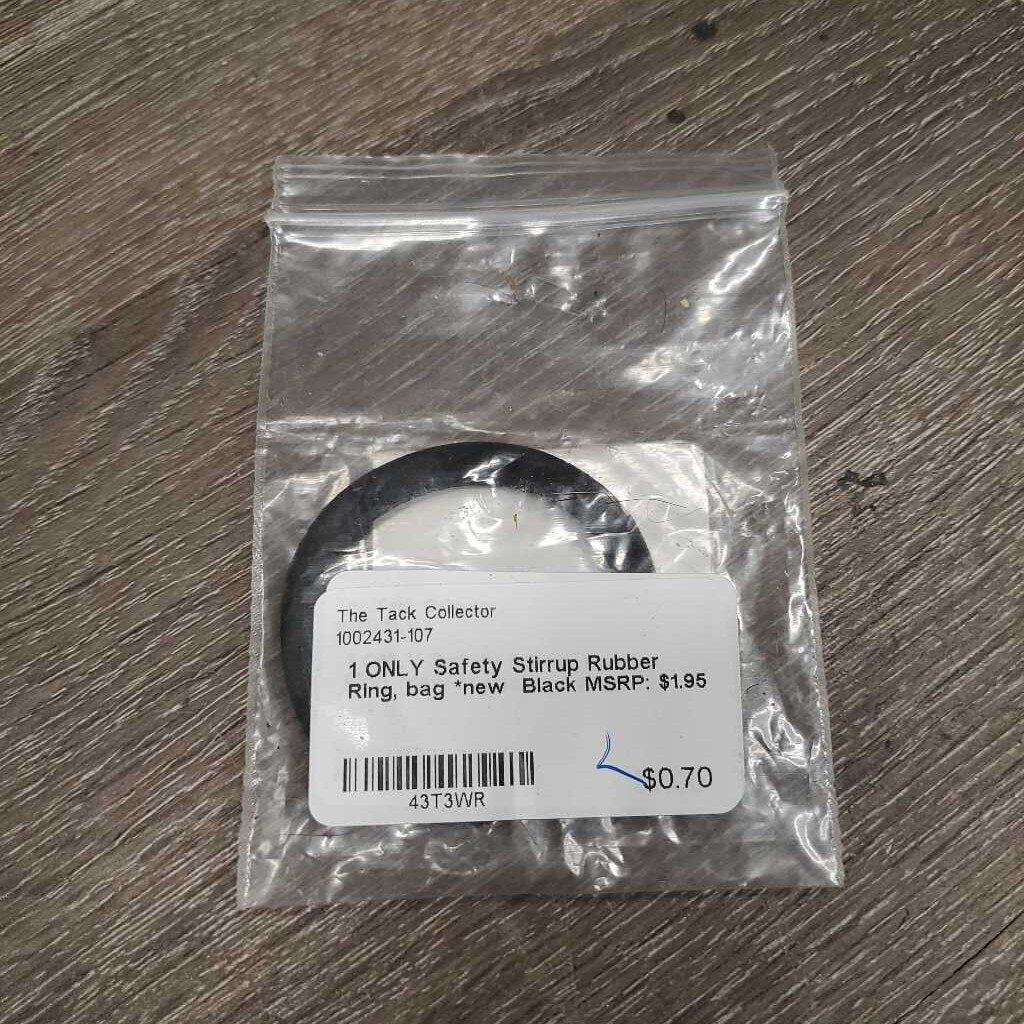 The Tack Collector
1002431-107
1 ONLY Safety Stirrup Rubber
Ring, bag *new Black MSRP: $1.95
43T3WR
$0.70